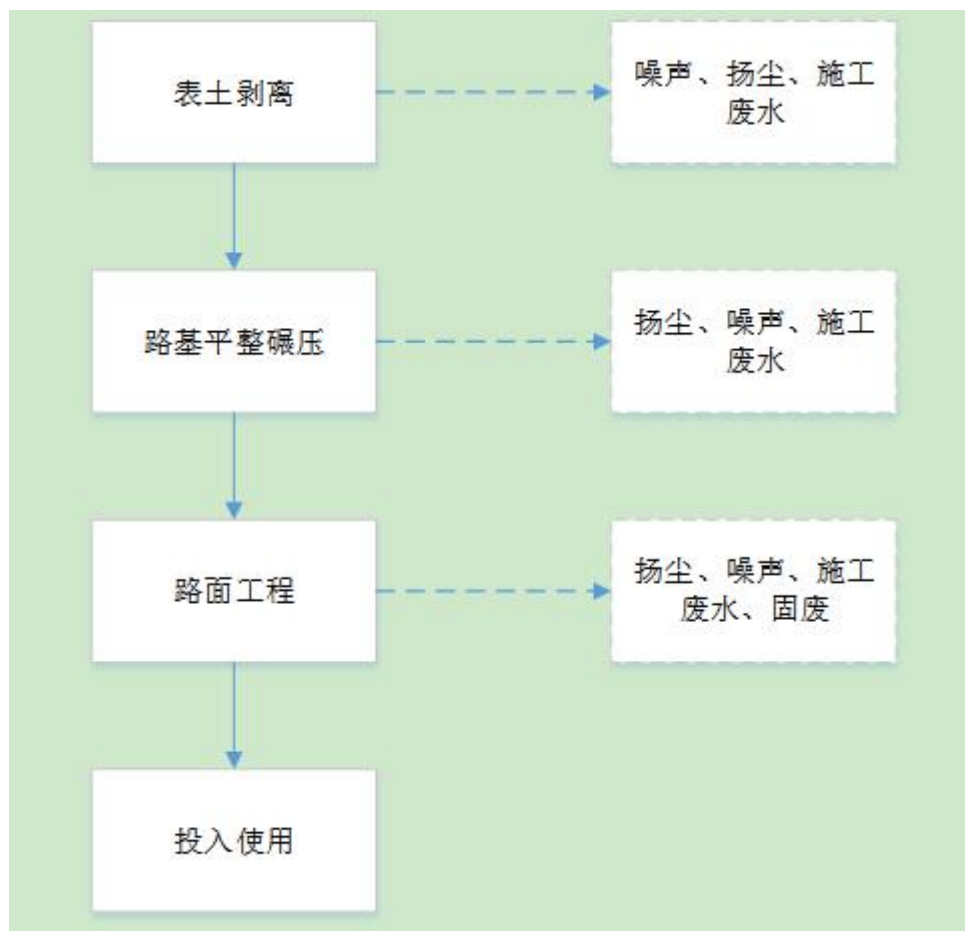 表土剥离
噪声、扬尘、施工
废水
路基平整碾压
扬尘、噪声、施工
废水
路面工程
扬尘、噪声、施工
废水、固废
投入使用